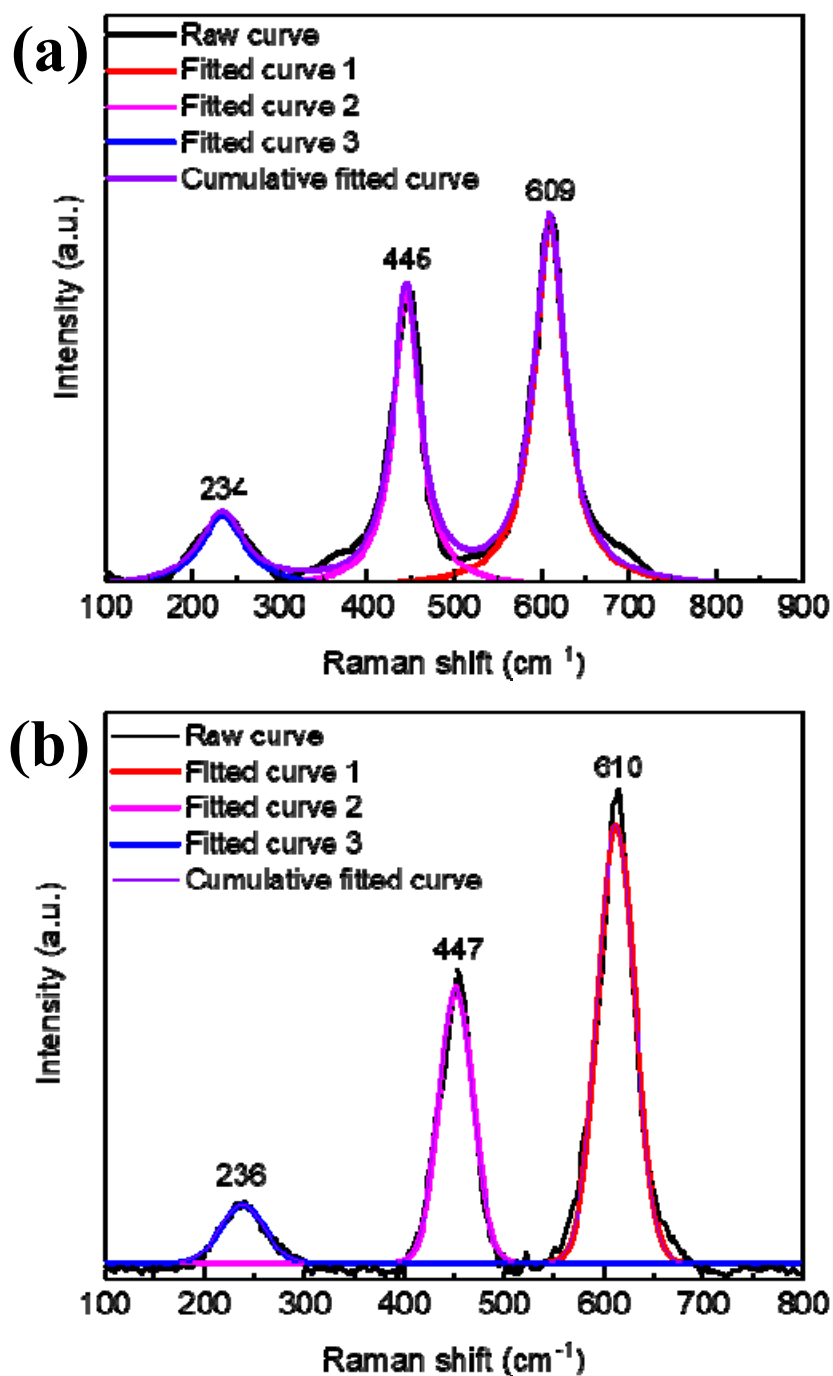 (a)
Raw curve
Fitted curve 1
Fitted curve 2
Fitted curve 3
Cumulative fitted curve
609
445
234
Intensity (a.u.)
100 200 300 400 500 600 700 800 900
Raman shift (cm⁻¹)
(b)
Raw curve
Fitted curve 1
Fitted curve 2
Fitted curve 3
Cumulative fitted curve
610
447
236
Intensity (a.u.)
100 200 300 400 500 600 700 800
Raman shift (cm⁻¹)